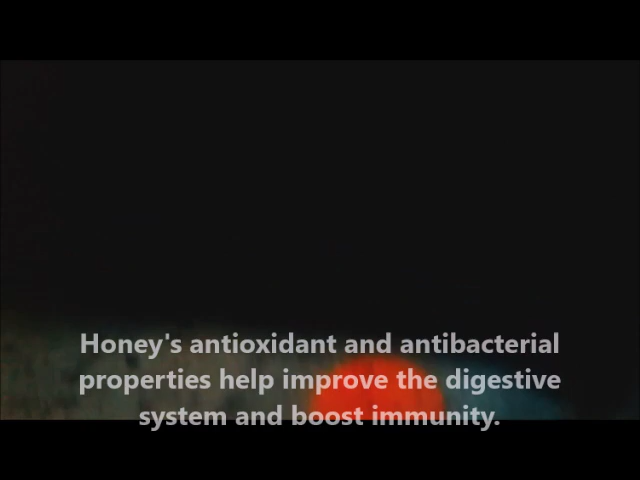 Honey's antioxidant and antibacterial
properties help improve the digestive
system and boost immunity.